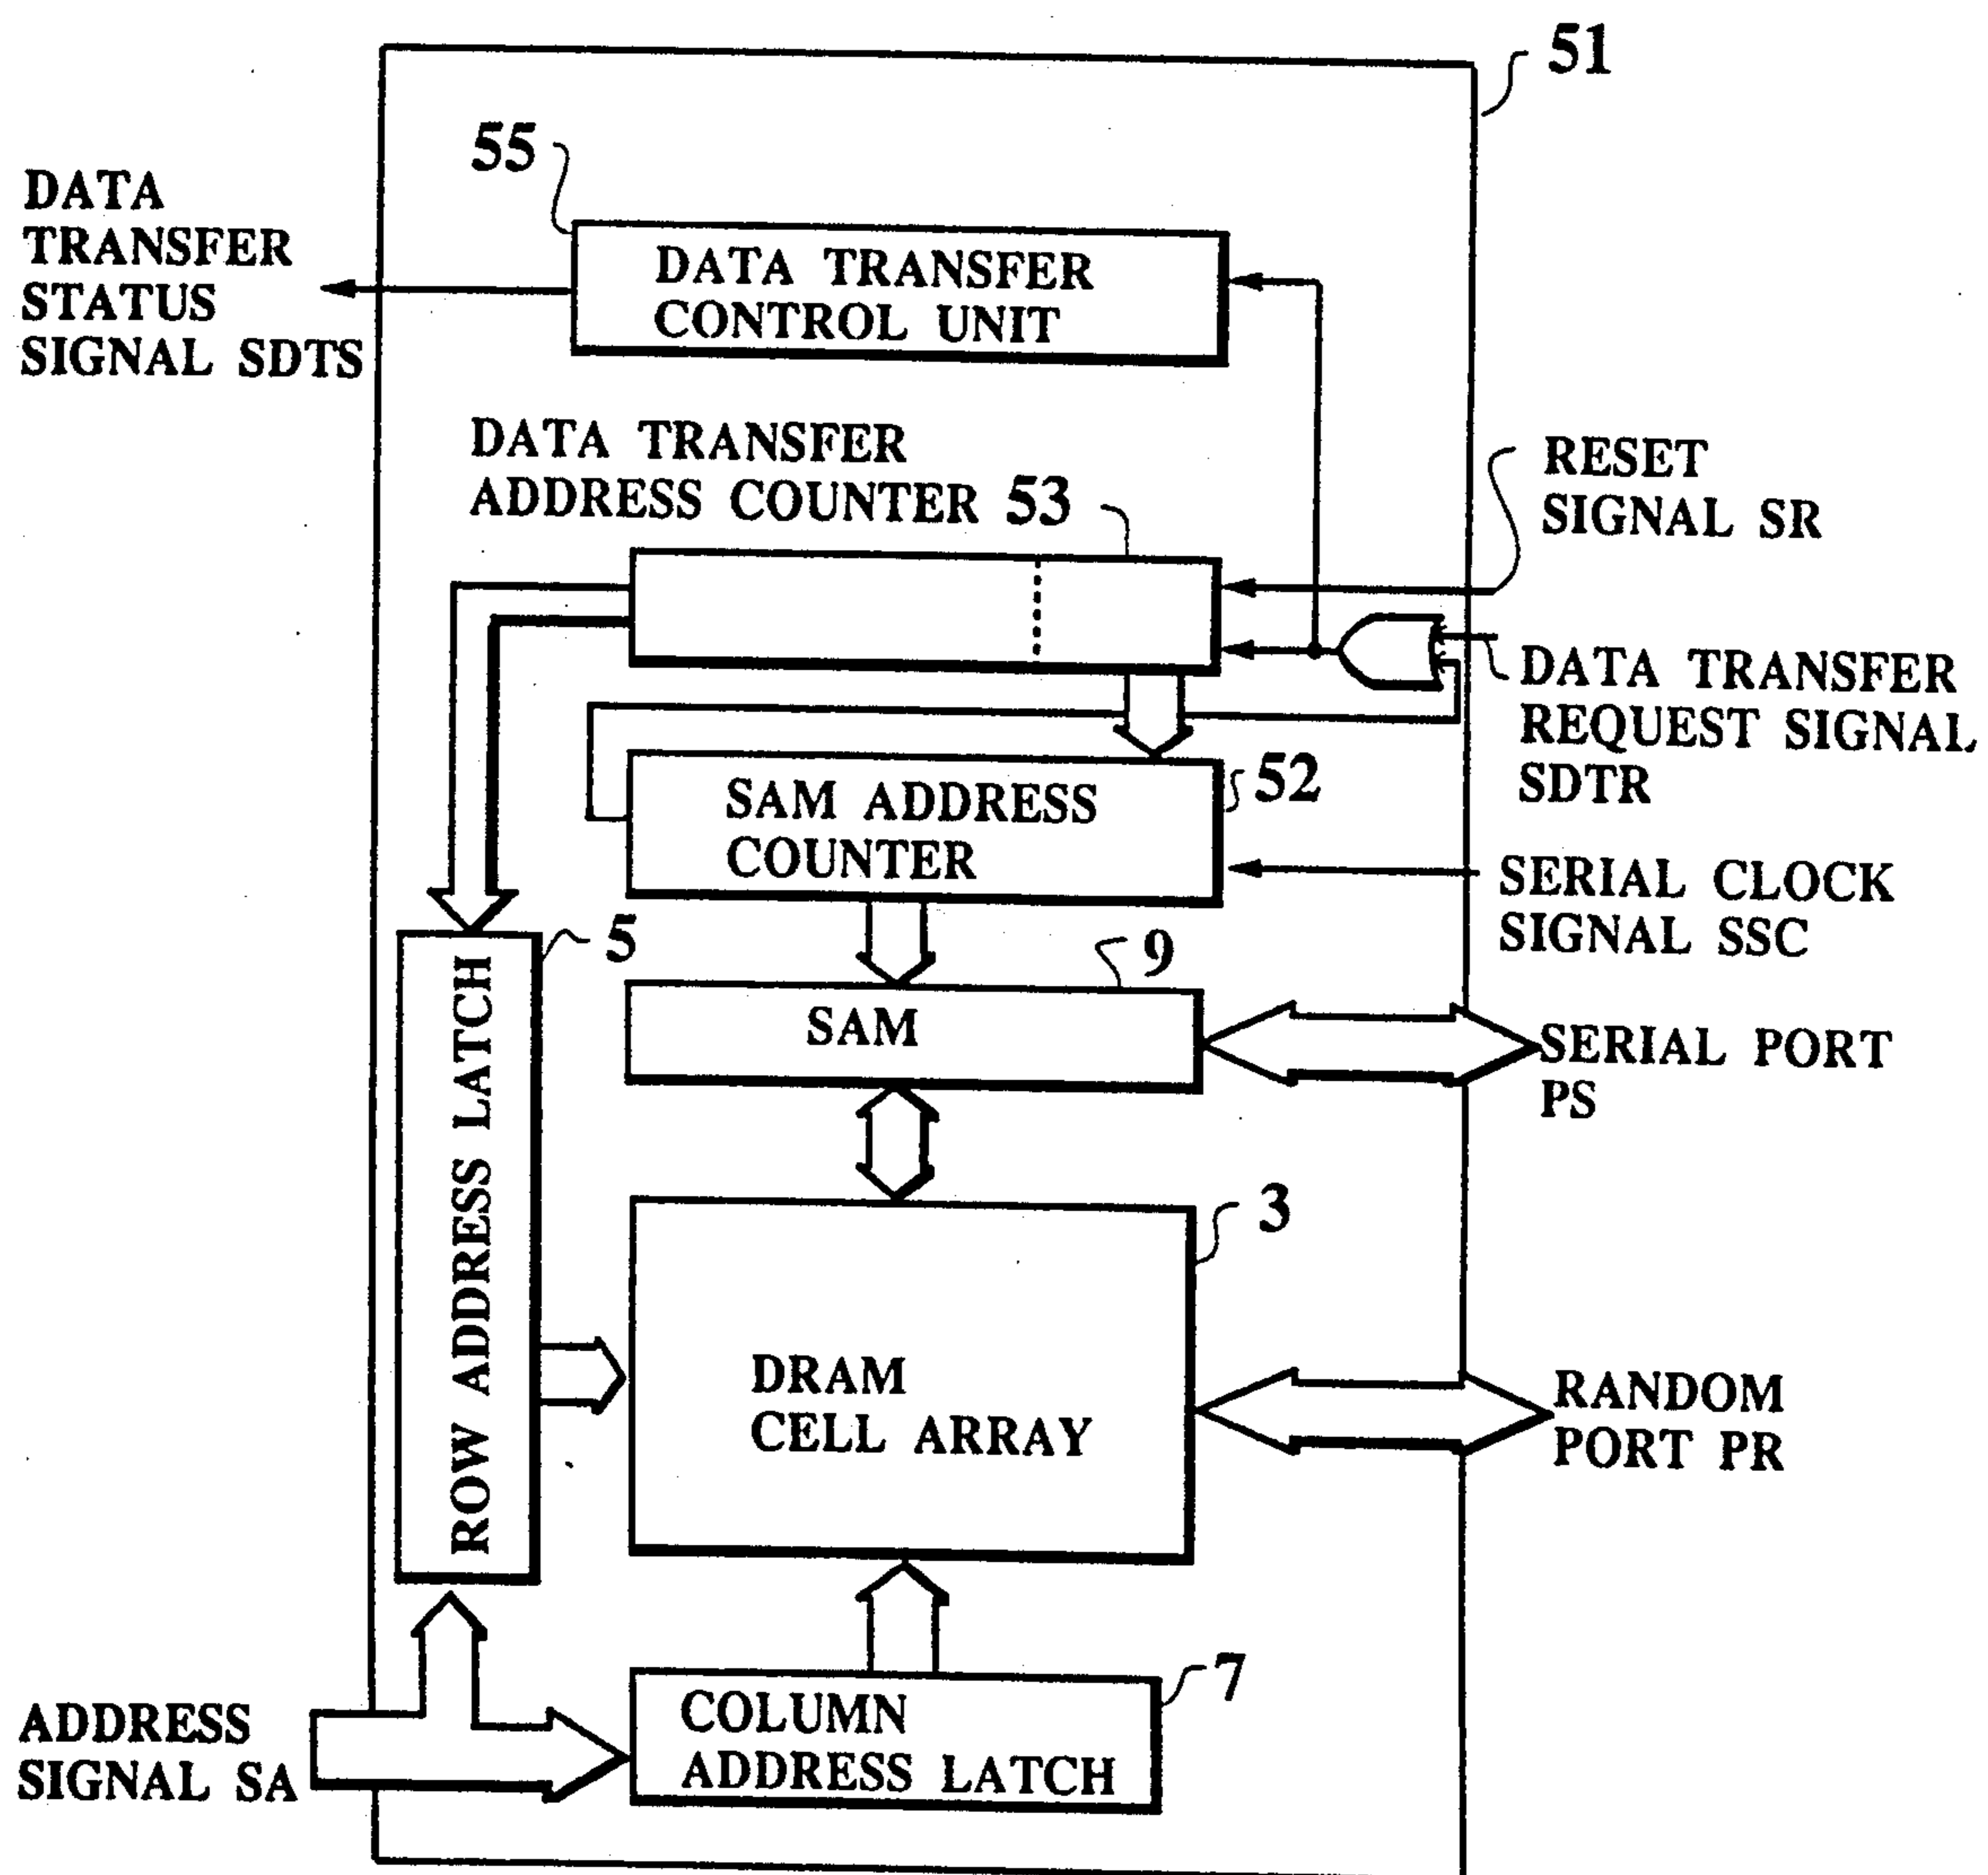 51
55
DATA
TRANSFER
STATUS
SIGNAL SDTS
DATA TRANSFER
CONTROL UNIT
DATA TRANSFER
ADDRESS COUNTER 53
RESET
SIGNAL SR
DATA TRANSFER
REQUEST SIGNAL
SDTR
52
SAM ADDRESS
COUNTER
SERIAL CLOCK
SIGNAL SSC
5
ROW ADDRESS LATCH
9
SAM
SERIAL PORT
PS
3
DRAM
CELL ARRAY
RANDOM
PORT PR
7
COLUMN
ADDRESS LATCH
ADDRESS
SIGNAL SA